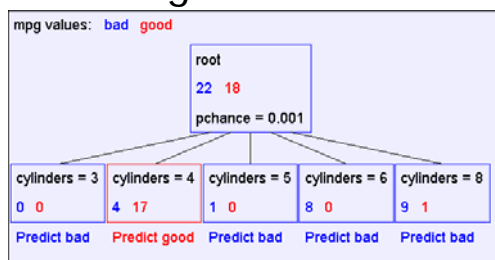 mpg values: bad good
root
22 18
pchance = 0.001
cylinders = 3 cylinders = 4 cylinders = 5 cylinders = 6 cylinders = 8
0 0 4 17 1 0 8 0 9 1
Predict bad Predict good Predict bad Predict bad Predict bad